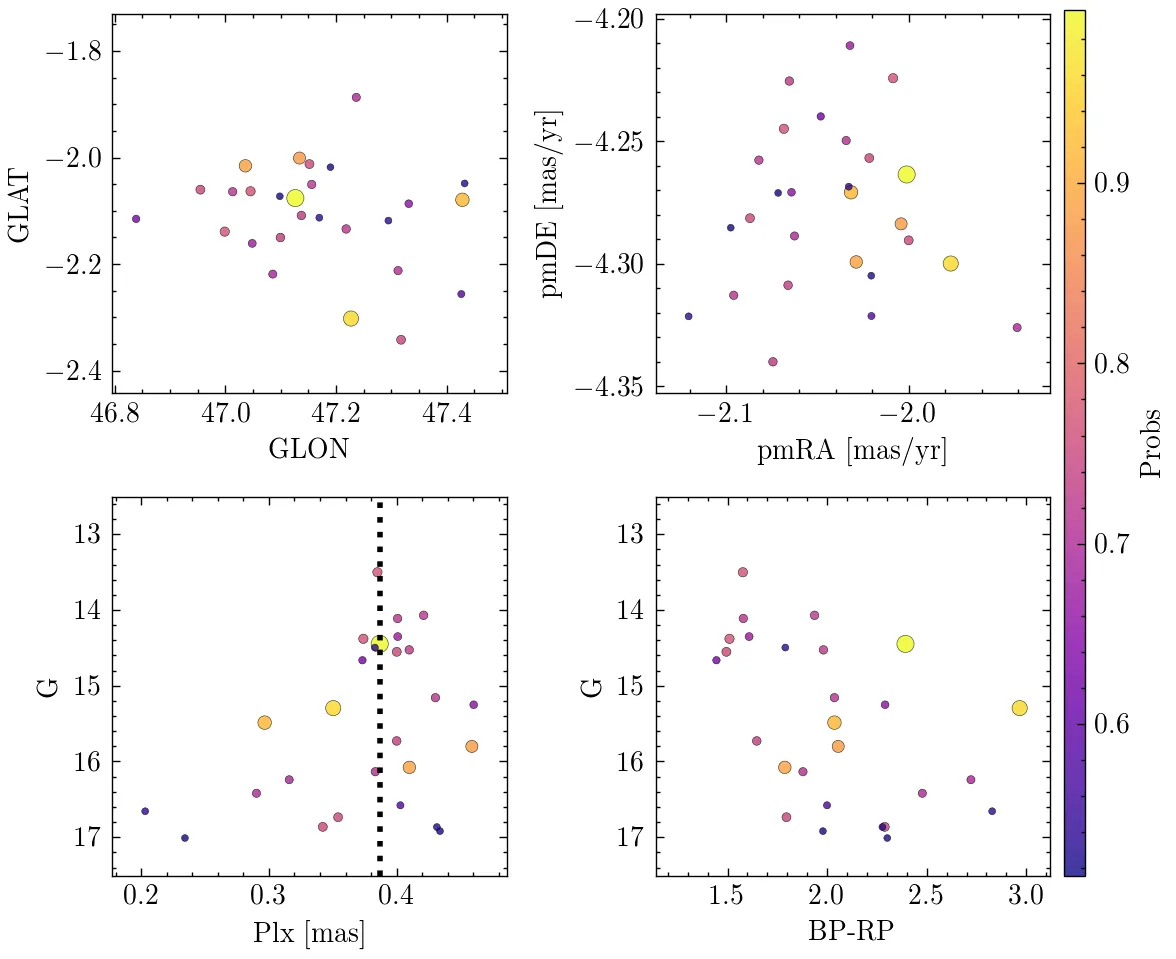 −1.8
−2.0
−2.2
−2.4
GLAT
46.8 47.0 47.2 47.4
GLON
−4.20
−4.25
−4.30
−4.35
pmDE [mas/yr]
−2.1 −2.0
pmRA [mas/yr]
13
14
15
16
17
G
0.2 0.3 0.4
Plx [mas]
13
14
15
16
17
G
1.5 2.0 2.5 3.0
BP-RP
0.9
0.8
0.7
0.6
Probs